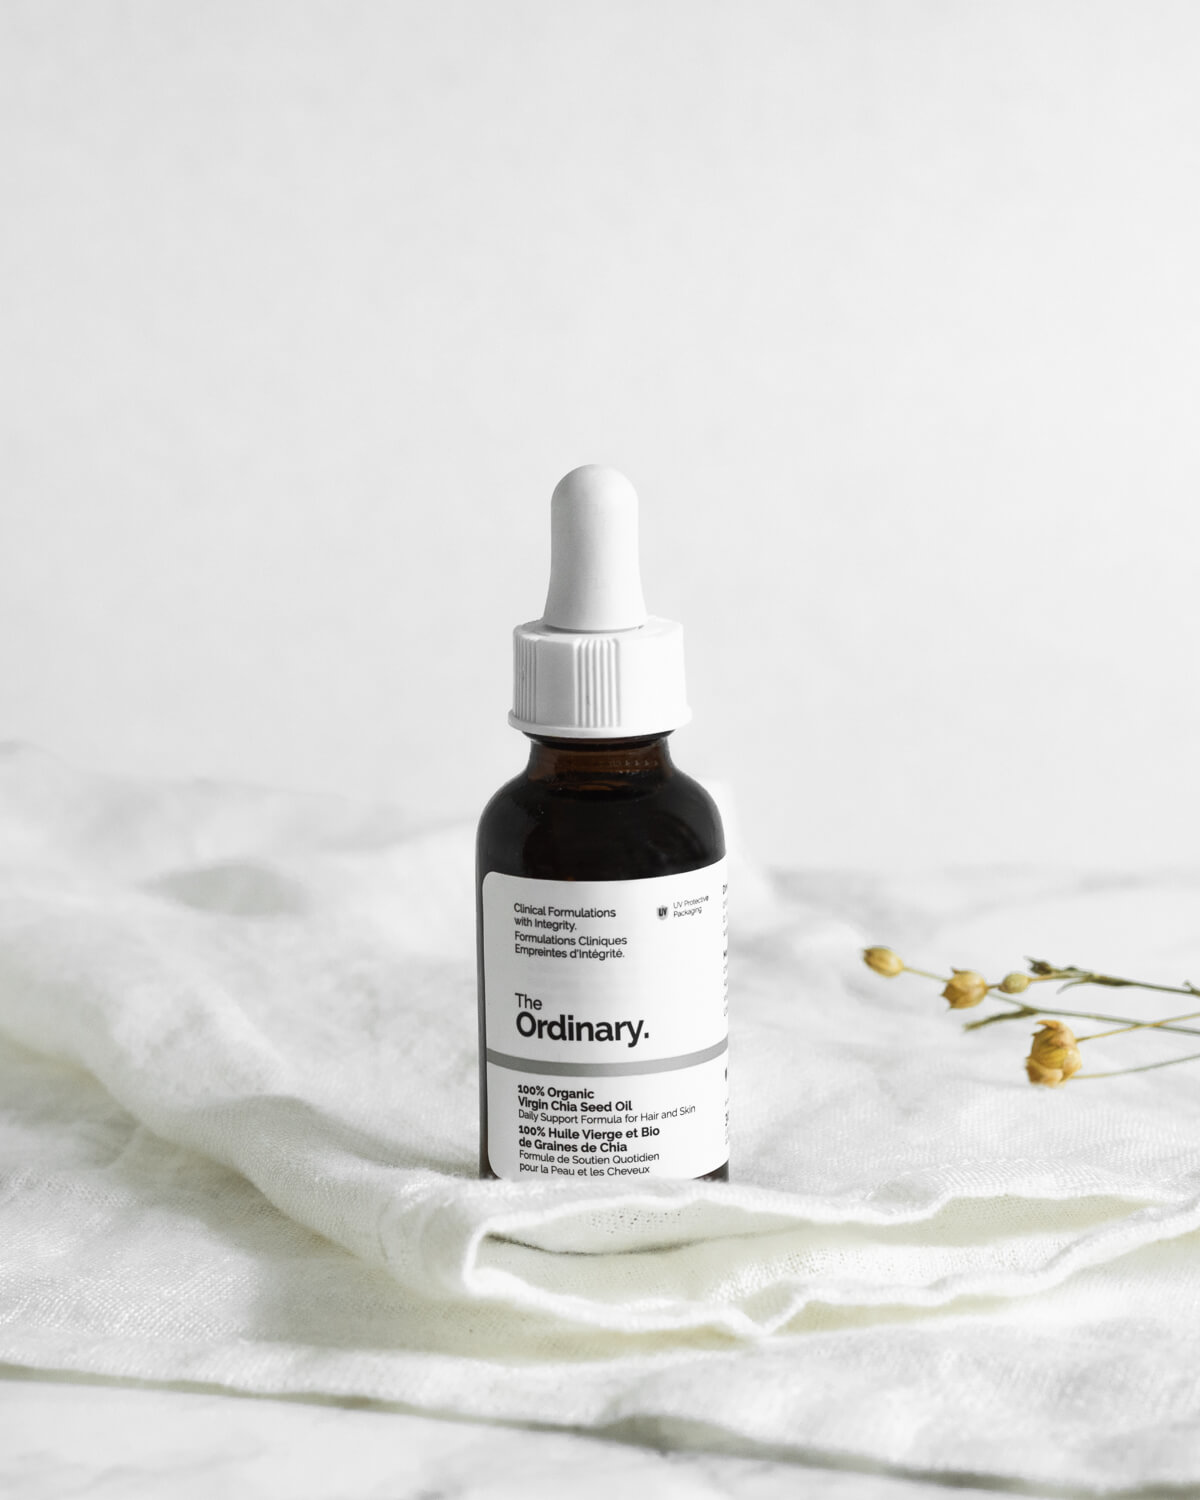 Clinical Formulations
with Integrity.
Formulations Cliniques
Empreintes d'Intégrité.
UV
UV Protective
Packaging
The
Ordinary.
100% Organic
Virgin Chia Seed Oil
Daily Support Formula for Hair and Skin
100% Huile Vierge et Bio
de Graines de Chia
Formule de Soutien Quotidien
pour la Peau et les Cheveux